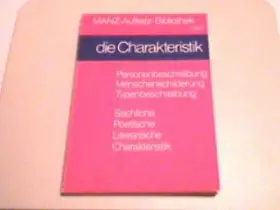 MANZ-Aufsatz-Bibliothek
die Charakteristik
Personenbeschreibung
Menschenschilderung
Typenbeschreibung
Sachliche
Poetische
Literarische
Charakteristik